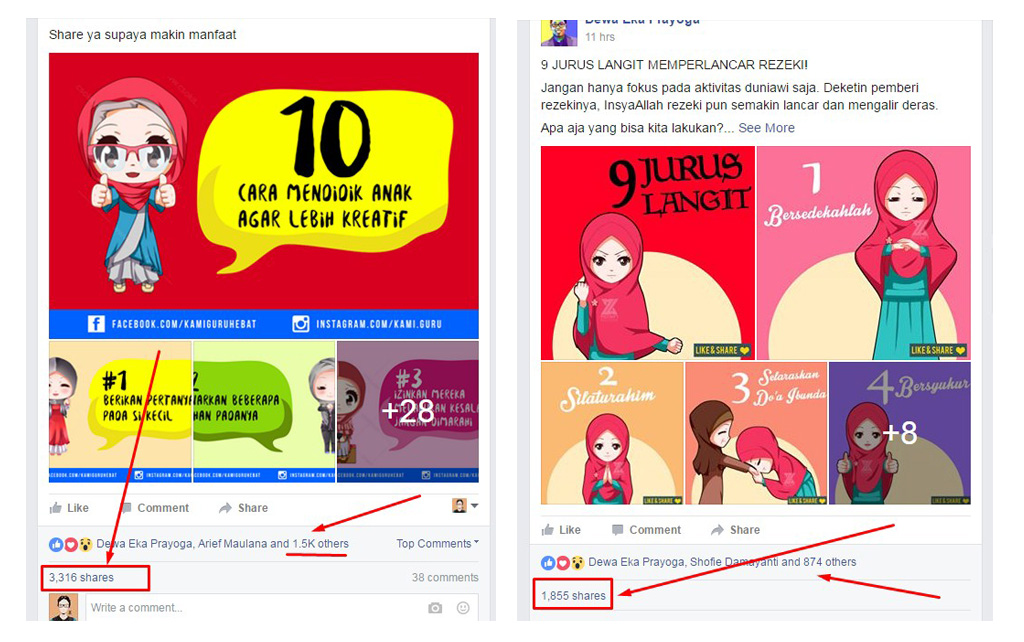 Share ya supaya makin manfaat
10
CARA MENDIDIK ANAK
AGAR LEBIH KREATIF
FACEBOOK.COM/KAMIGURUHEBAT
INSTAGRAM.COM/KAMI.GURU
#1
BERIKAN PERTANY
PADA SI KECIL
2
ARKAN BEBERAPA
HAN PADANYA
#3
IZINKAN MEREKA
JANGAN DIMARAHI
+28
Like
Comment
Share
Dewa Eka Prayoga, Arief Maulana and 1.5K others
Top Comments
3,316 shares
38 comments
Write a comment...
Dewa Eka Prayoga
11 hrs
9 JURUS LANGIT MEMPERLANCAR REZEKI!
Jangan hanya fokus pada aktivitas duniawi saja. Deketin pemberi
rezekinya, InsyaAllah rezeki pun semakin lancar dan mengalir deras.
Apa aja yang bisa kita lakukan?... See More
9 JURUS
LANGIT
LIKE & SHARE
1
Bersedekahlah
LIKE & SHARE
2
Silaturahim
LIKE & SHARE
3 Selaraskan
Do'a Ibunda
LIKE & SHARE
4 Bersyukur
+8
LIKE & SHARE
Like
Comment
Share
Dewa Eka Prayoga, Shofie Damayanti and 874 others
1,855 shares